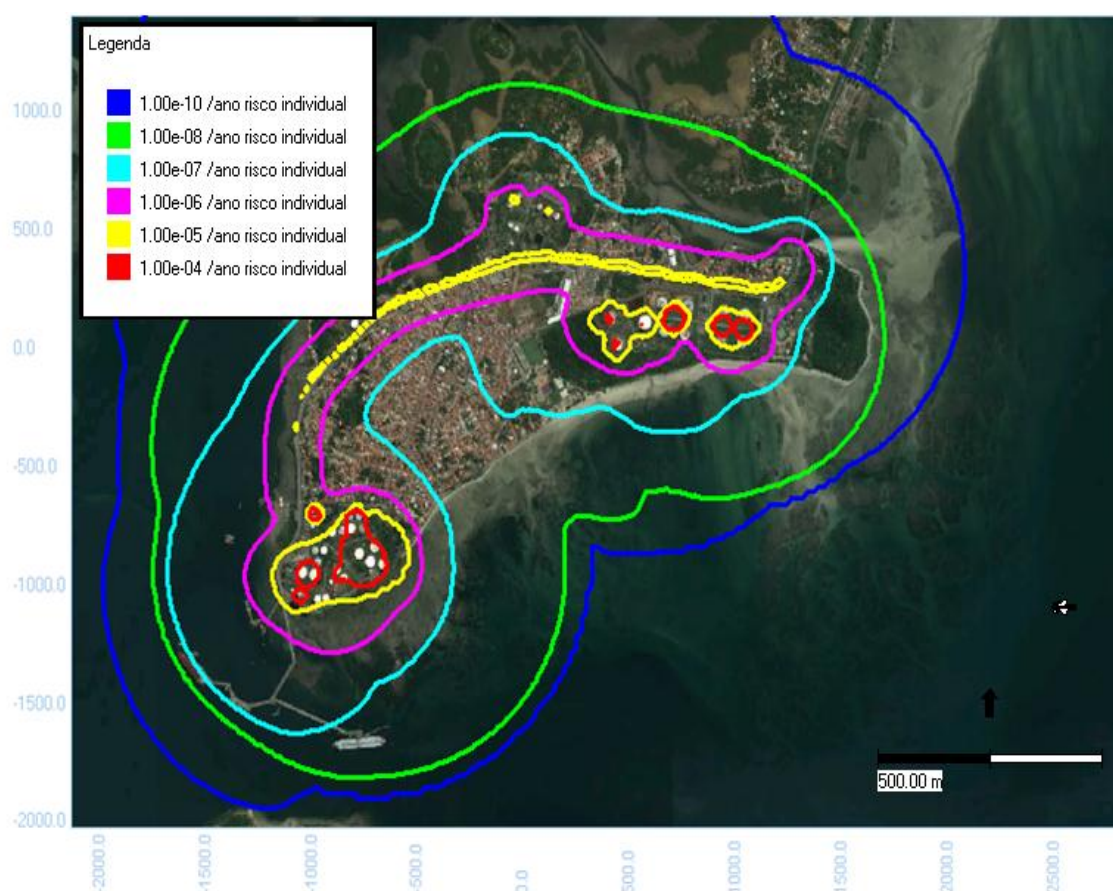 Legenda
1.00e-10 /ano risco individual
1.00e-08 /ano risco individual
1.00e-07 /ano risco individual
1.00e-06 /ano risco individual
1.00e-05 /ano risco individual
1.00e-04 /ano risco individual
1000.0
500.0
0.0
-500.0
-1000.0
-1500.0
-2000.0
500.00 m
-2000.0
-1500.0
-1000.0
-500.0
0.0
500.0
1000.0
1500.0
2000.0
2500.0